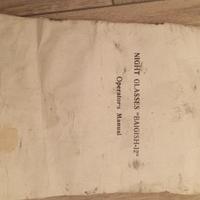 NIGHT GLASSES "BAIGISH-12"
Operator's Manual